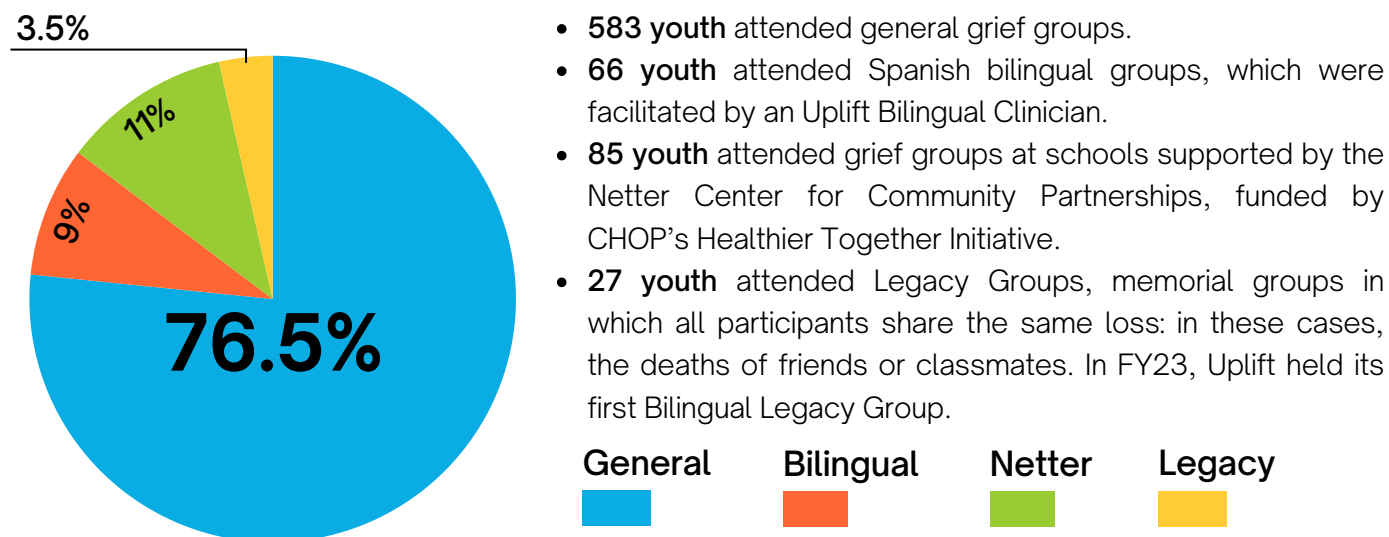 3.5%
11%
9%
76.5%
• 583 youth attended general grief groups.
• 66 youth attended Spanish bilingual groups, which were
facilitated by an Uplift Bilingual Clinician.
• 85 youth attended grief groups at schools supported by the
Netter Center for Community Partnerships, funded by
CHOP’s Healthier Together Initiative.
• 27 youth attended Legacy Groups, memorial groups in
which all participants share the same loss: in these cases,
the deaths of friends or classmates. In FY23, Uplift held its
first Bilingual Legacy Group.
General Bilingual Netter Legacy